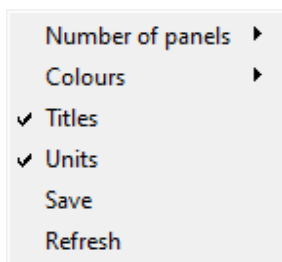 Number of panels
Colours
Titles
Units
Save
Refresh